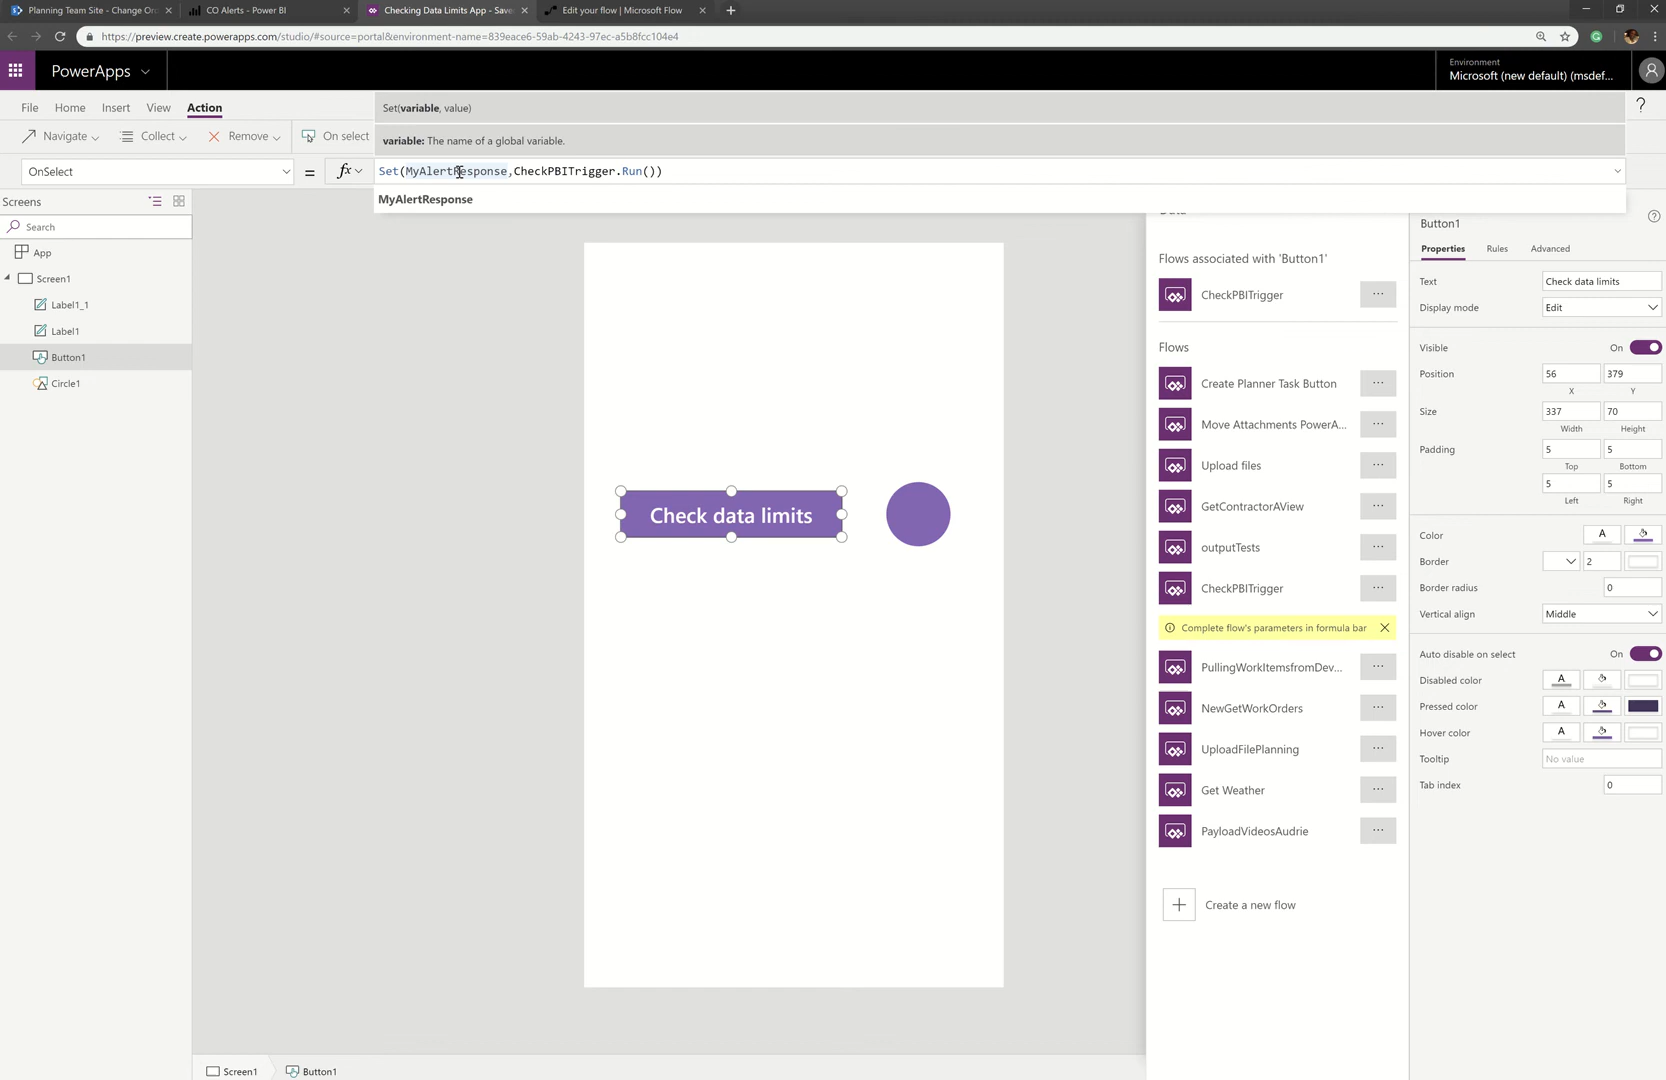 Planning Team Site - Change Or
CO Alerts - Power BI
Checking Data Limits App - Save
Edit your flow | Microsoft Flow
https://preview.create.powerapps.com/studio/#source=portal&environment-name=839eace6-59ab-4243-97ec-a5b8fcc104e4
PowerApps
Environment
Microsoft (new default) (msdef...
File
Home
Insert
View
Action
Set(variable, value)
Navigate
Collect
Remove
On select
variable: The name of a global variable.
OnSelect
=
fx
Set(MyAlertResponse,CheckPBITrigger.Run())
MyAlertResponse
Screens
Search
App
Screen1
Label1_1
Label1
Button1
Circle1
Check data limits
Flows associated with 'Button1'
CheckPBITrigger
Flows
Create Planner Task Button
Move Attachments PowerA...
Upload files
GetContractorAView
outputTests
CheckPBITrigger
Complete flow's parameters in formula bar
PullingWorkItemsfromDev...
NewGetWorkOrders
UploadFilePlanning
Get Weather
PayloadVideosAudrie
Create a new flow
Button1
Properties
Rules
Advanced
Text
Check data limits
Display mode
Edit
Visible
On
Position
56
379
X
Y
Size
337
70
Width
Height
Padding
5
5
Top
Bottom
5
5
Left
Right
Color
Border
2
Border radius
0
Vertical align
Middle
Auto disable on select
On
Disabled color
Pressed color
Hover color
Tooltip
No value
Tab index
0
Screen1
Button1